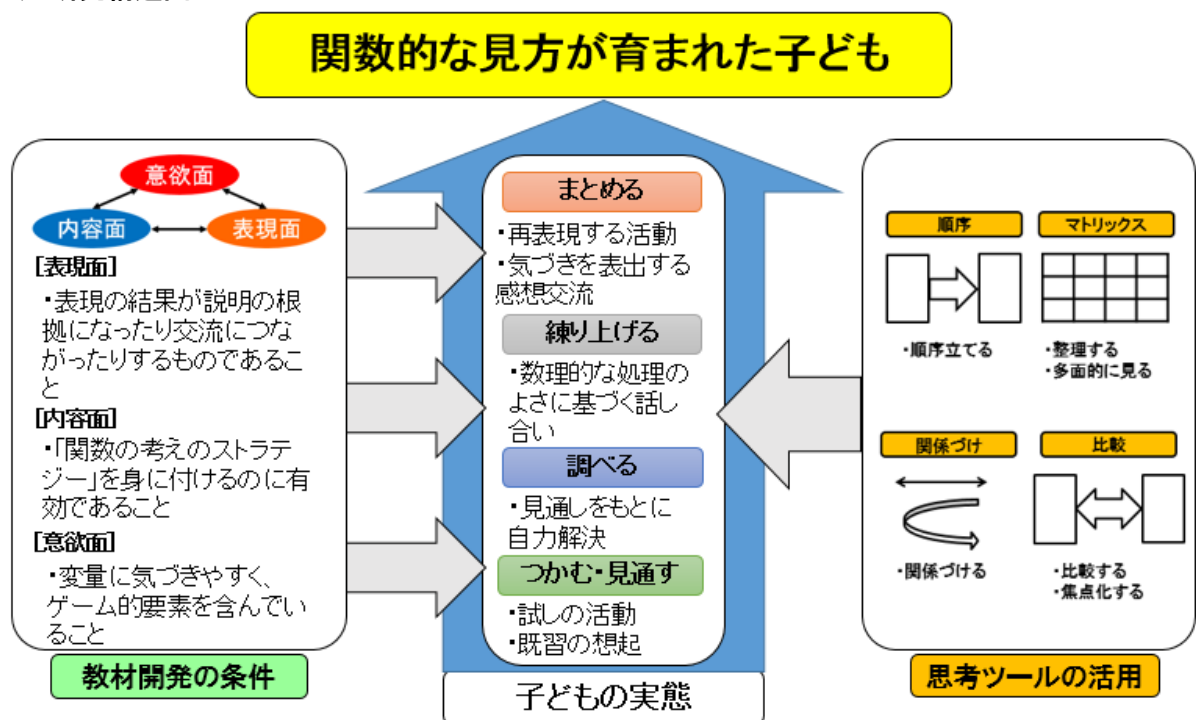 関数的な見方が育まれた子ども
意欲面
内容面
表現面
[表現面]
・表現の結果が説明の根
拠になったり交流につな
がったりするものであるこ
と
[内容面]
・「関数の考えのストラテ
ジー」を身に付けるのに有
効であること
[意欲面]
・変量に気づきやすく、
ゲーム的要素を含んでい
ること
教材開発の条件
まとめる
・再表現する活動
・気づきを表出する
感想交流
練り上げる
・数理的な処理の
よさに基づく話し
合い
調べる
・見通しをもとに
自力解決
つかむ・見通す
・試しの活動
・既習の想起
子どもの実態
順序
・順序立てる
マトリックス
・整理する
・多面的に見る
関係づけ
・関係づける
比較
・比較する
・焦点化する
思考ツールの活用